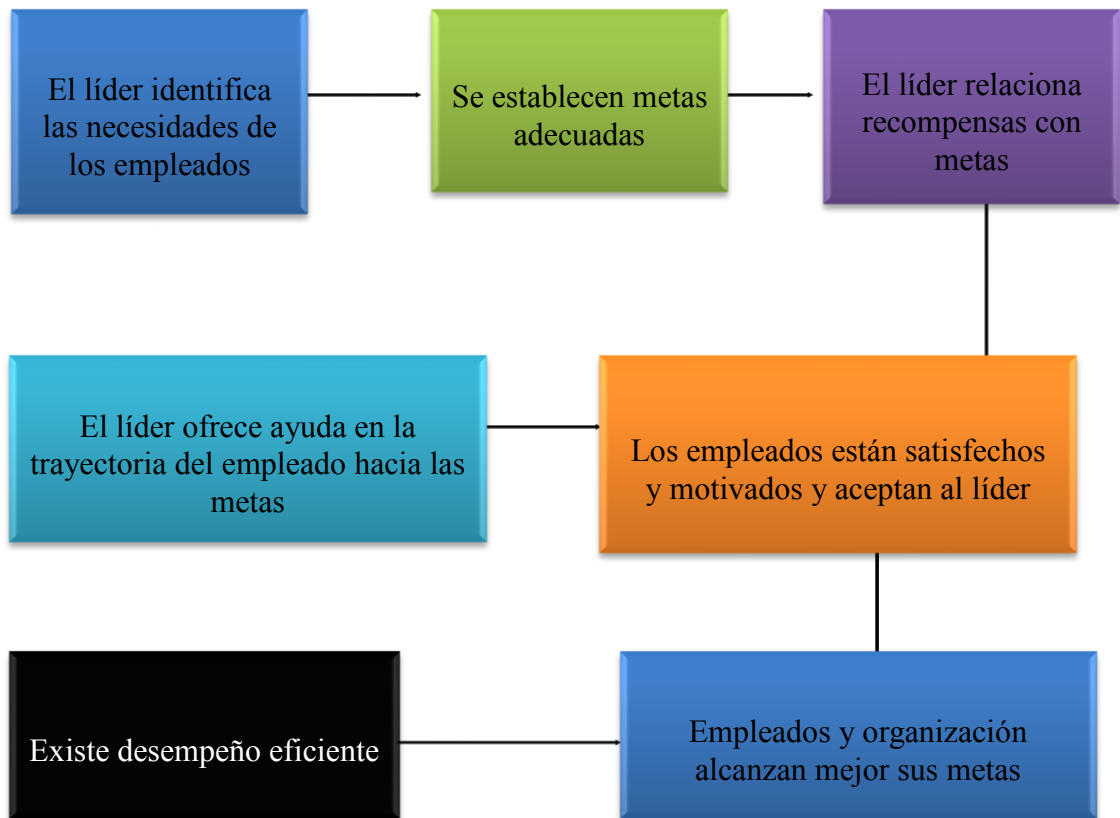 El líder identifica
las necesidades de
los empleados
Se establecen metas
adecuadas
El líder relaciona
recompensas con
metas
El líder ofrece ayuda en la
trayectoria del empleado hacia las
metas
Los empleados están satisfechos
y motivados y aceptan al líder
Existe desempeño eficiente
Empleados y organización
alcanzan mejor sus metas